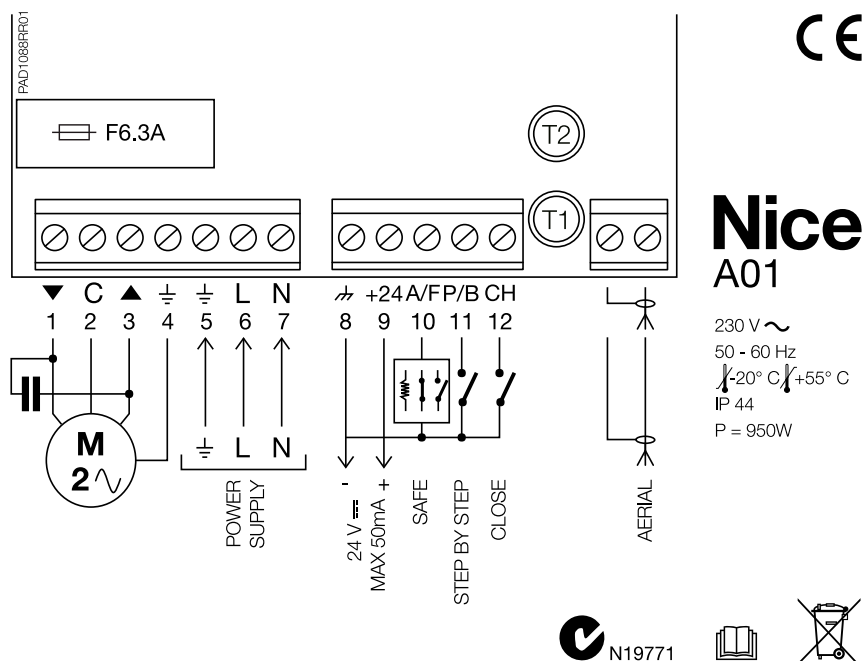 PAD1088RR01
CE
F6.3A
T2
T1
Nice
A01
230 V
50 - 60 Hz
-20° C +55° C
IP 44
P = 950W
▼ C ▲ L N +24 A/F P/B CH
1 2 3 4 5 6 7 8 9 10 11 12
M
2
L N
POWER
SUPPLY
24 V -
MAX 50mA +
SAFE
STEP BY STEP
CLOSE
AERIAL
N19771